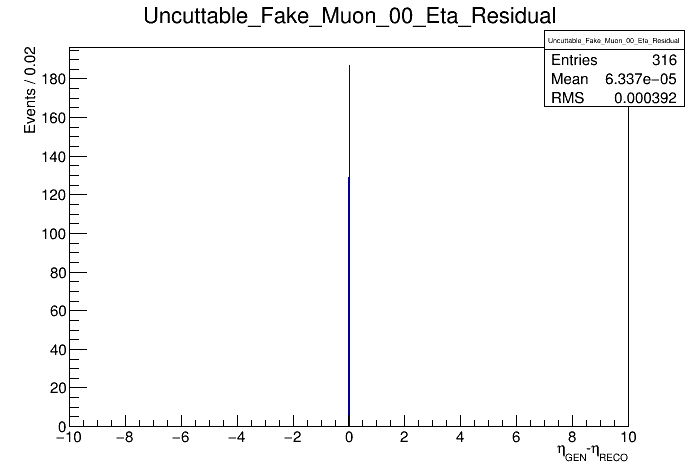 Uncuttable_Fake_Muon_00_Eta_Residual
Uncuttable_Fake_Muon_00_Eta_Residual
Entries 316
Mean 6.337e−05
RMS 0.000392
Events / 0.02
180
160
140
120
100
80
60
40
20
0
−10 −8 −6 −4 −2 0 2 4 6 8 10
ηGEN-ηRECO